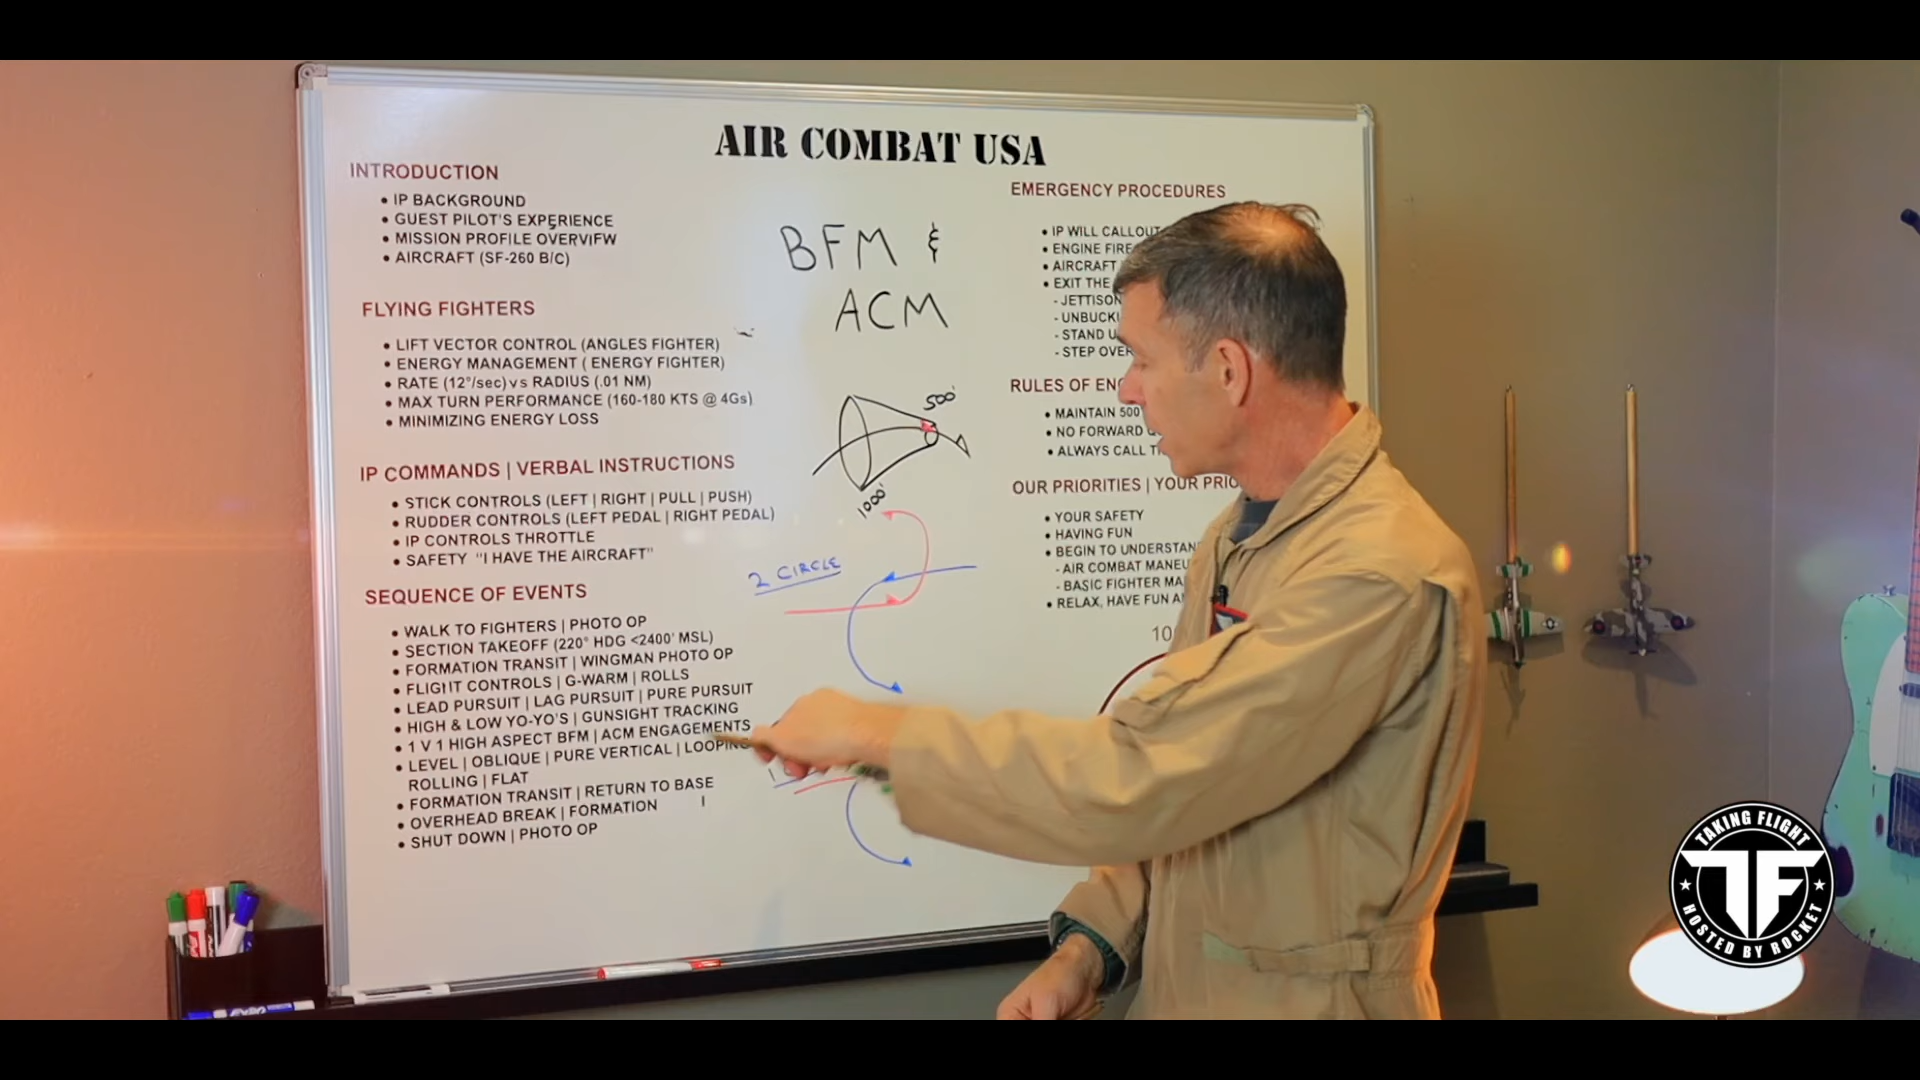 AIR COMBAT USA
INTRODUCTION
• IP BACKGROUND
• GUEST PILOT'S EXPERIENCE
• MISSION PROFILE OVERVIFW
• AIRCRAFT (SF-260 B/C)
FLYING FIGHTERS
• LIFT VECTOR CONTROL (ANGLES FIGHTER)
• ENERGY MANAGEMENT ( ENERGY FIGHTER)
• RATE (12°/sec) vs RADIUS (.01 NM)
• MAX TURN PERFORMANCE (160-180 KTS @ 4Gs)
• MINIMIZING ENERGY LOSS
IP COMMANDS | VERBAL INSTRUCTIONS
• STICK CONTROLS (LEFT | RIGHT | PULL | PUSH)
• RUDDER CONTROLS (LEFT PEDAL | RIGHT PEDAL)
• IP CONTROLS THROTTLE
• SAFETY "I HAVE THE AIRCRAFT"
SEQUENCE OF EVENTS
• WALK TO FIGHTERS | PHOTO OP
• SECTION TAKEOFF (220° HDG <2400' MSL)
• FORMATION TRANSIT | WINGMAN PHOTO OP
• FLIGHT CONTROLS | G-WARM | ROLLS
• LEAD PURSUIT | LAG PURSUIT | PURE PURSUIT
• HIGH & LOW YO-YO'S | GUNSIGHT TRACKING
• 1 V 1 HIGH ASPECT BFM | ACM ENGAGEMENTS
• LEVEL | OBLIQUE | PURE VERTICAL | LOOPING
ROLLING | FLAT
• FORMATION TRANSIT | RETURN TO BASE
• OVERHEAD BREAK | FORMATION
• SHUT DOWN | PHOTO OP
BFM &
ACM
500'
1000'
2 CIRCLE
EMERGENCY PROCEDURES
• IP WILL CALLOUT
• ENGINE FIRE
• AIRCRAFT
• EXIT THE
- JETTISON
- UNBUCK
- STAND U
- STEP OVER
RULES OF ENG
• MAINTAIN 500'
• NO FORWARD
• ALWAYS CALL
OUR PRIORITIES | YOUR PRIO
• YOUR SAFETY
• HAVING FUN
• BEGIN TO UNDERSTAN
- AIR COMBAT MANEU
- BASIC FIGHTER MA
• RELAX, HAVE FUN A
10
EXPO
TAKING FLIGHT
TF
HOSTED BY ROCKET